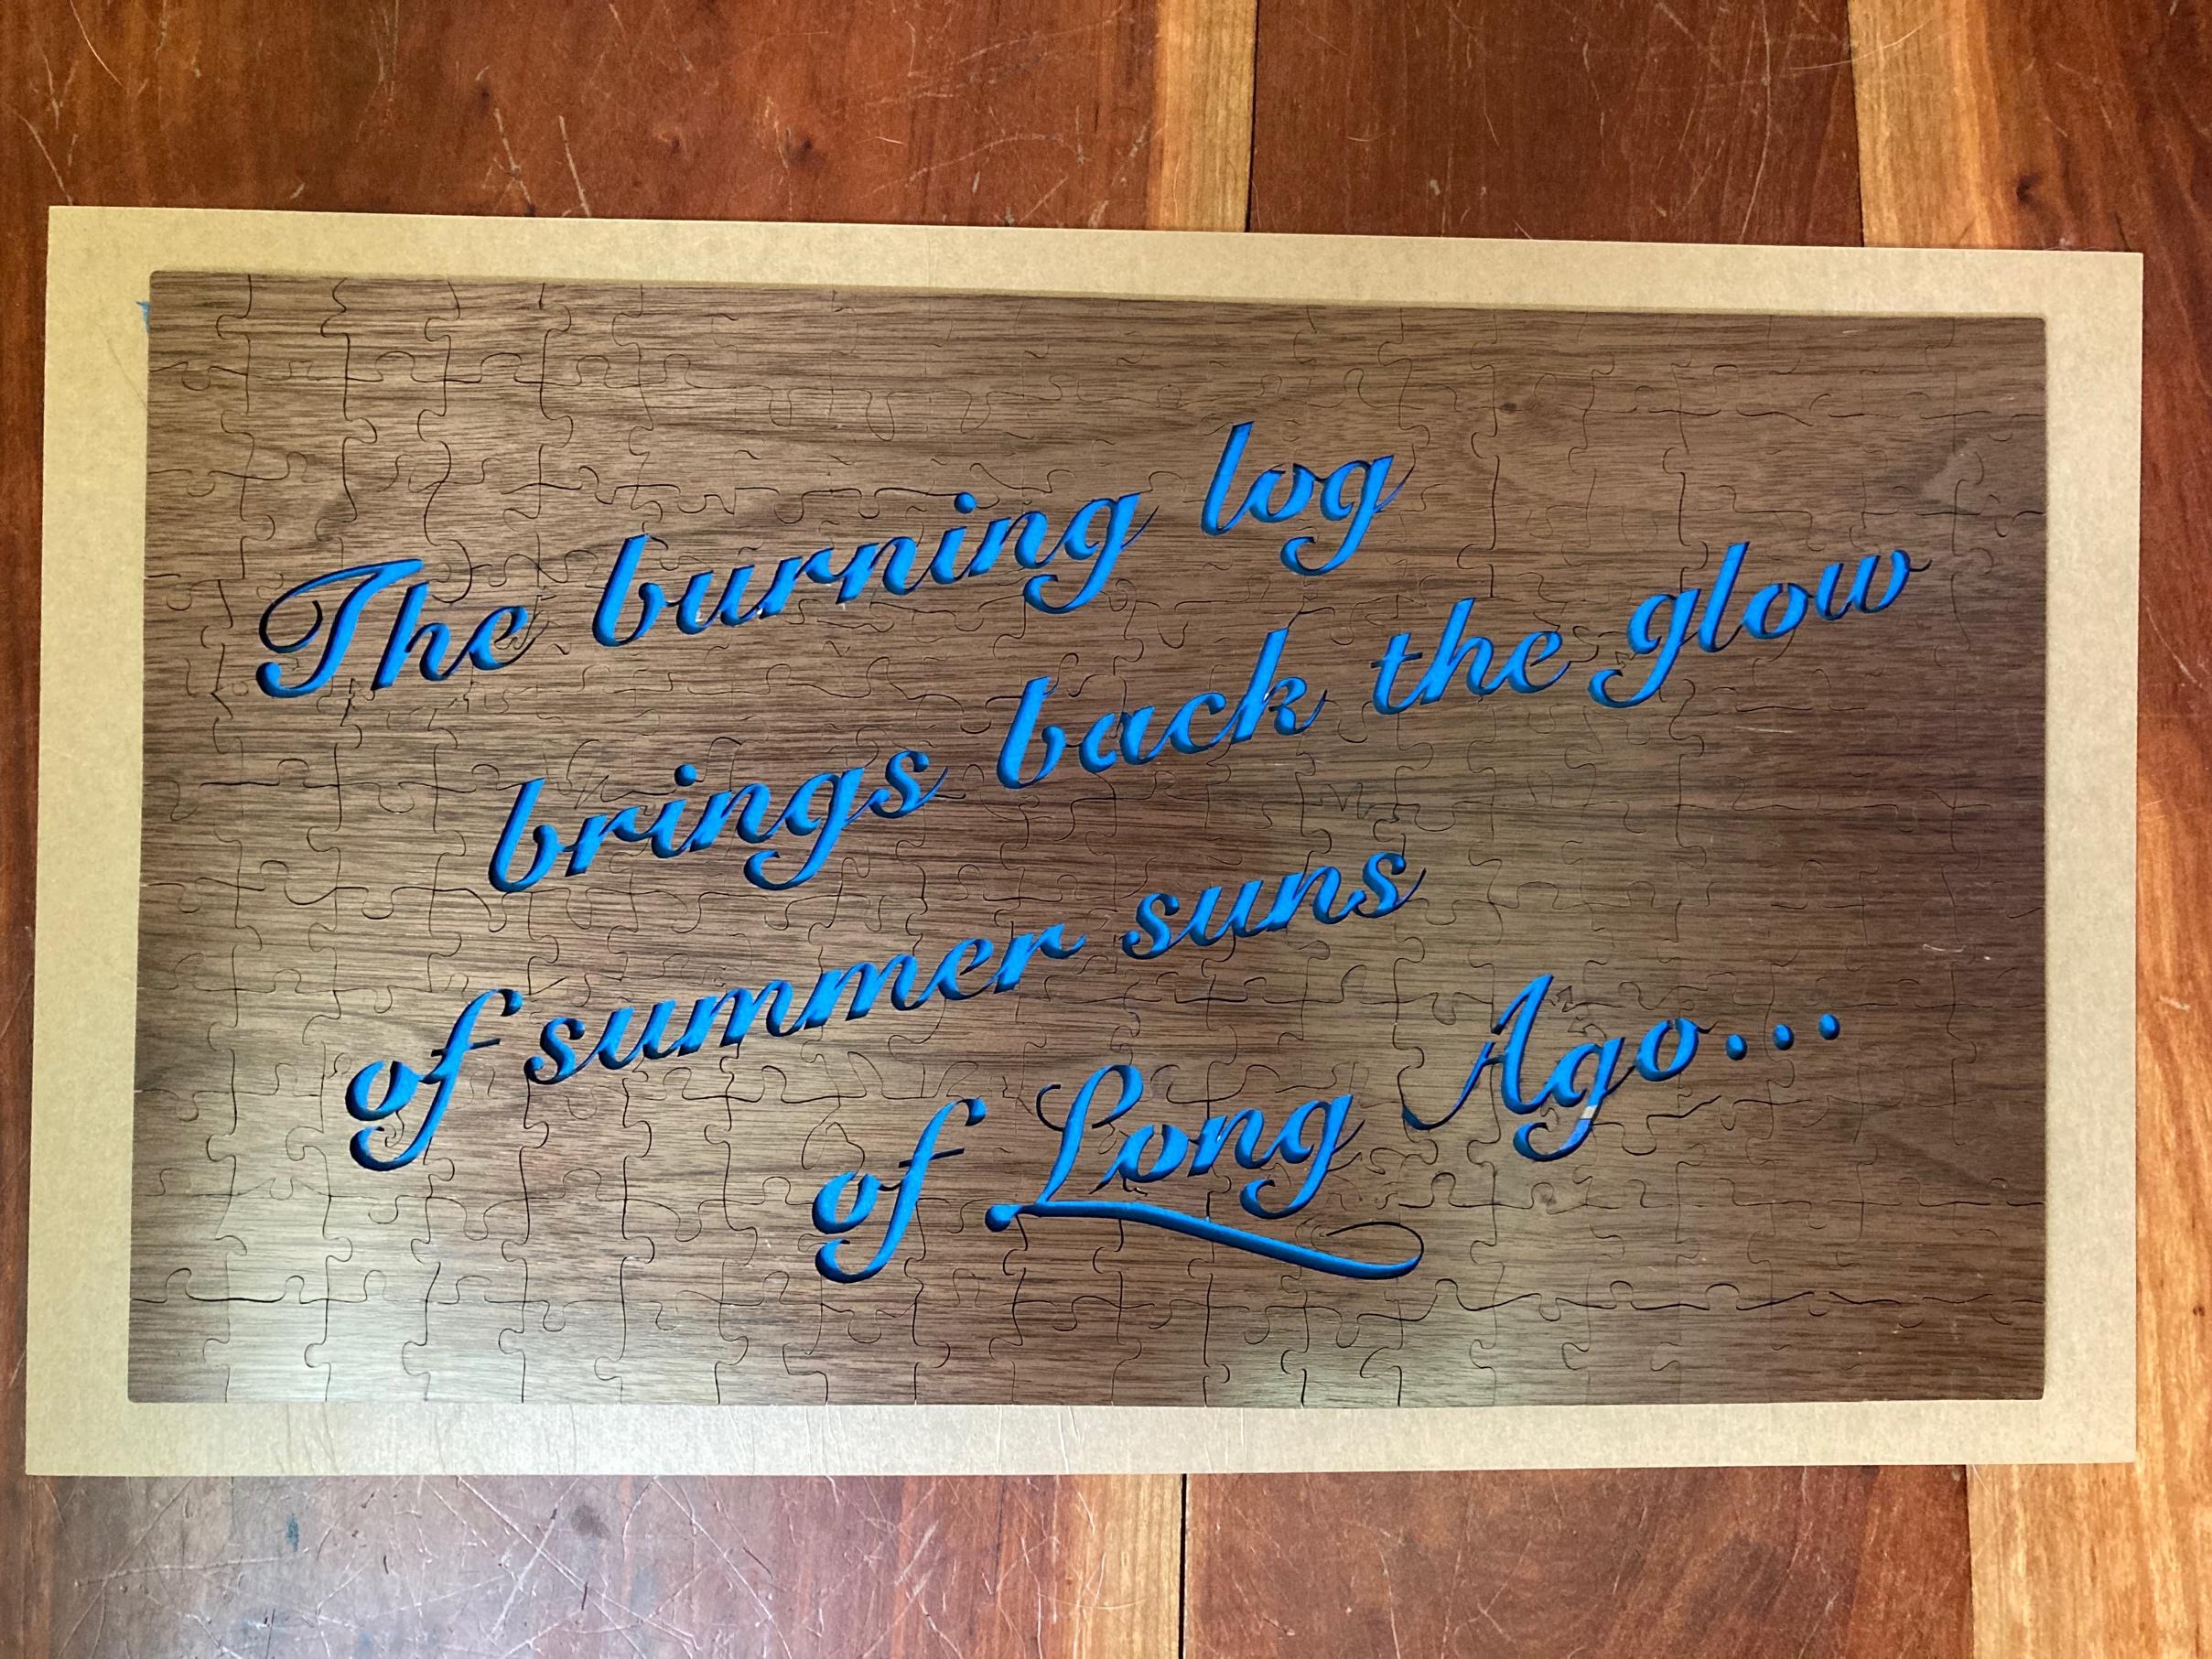 The burning log
brings back the glow
of summer suns
of Long Ago...